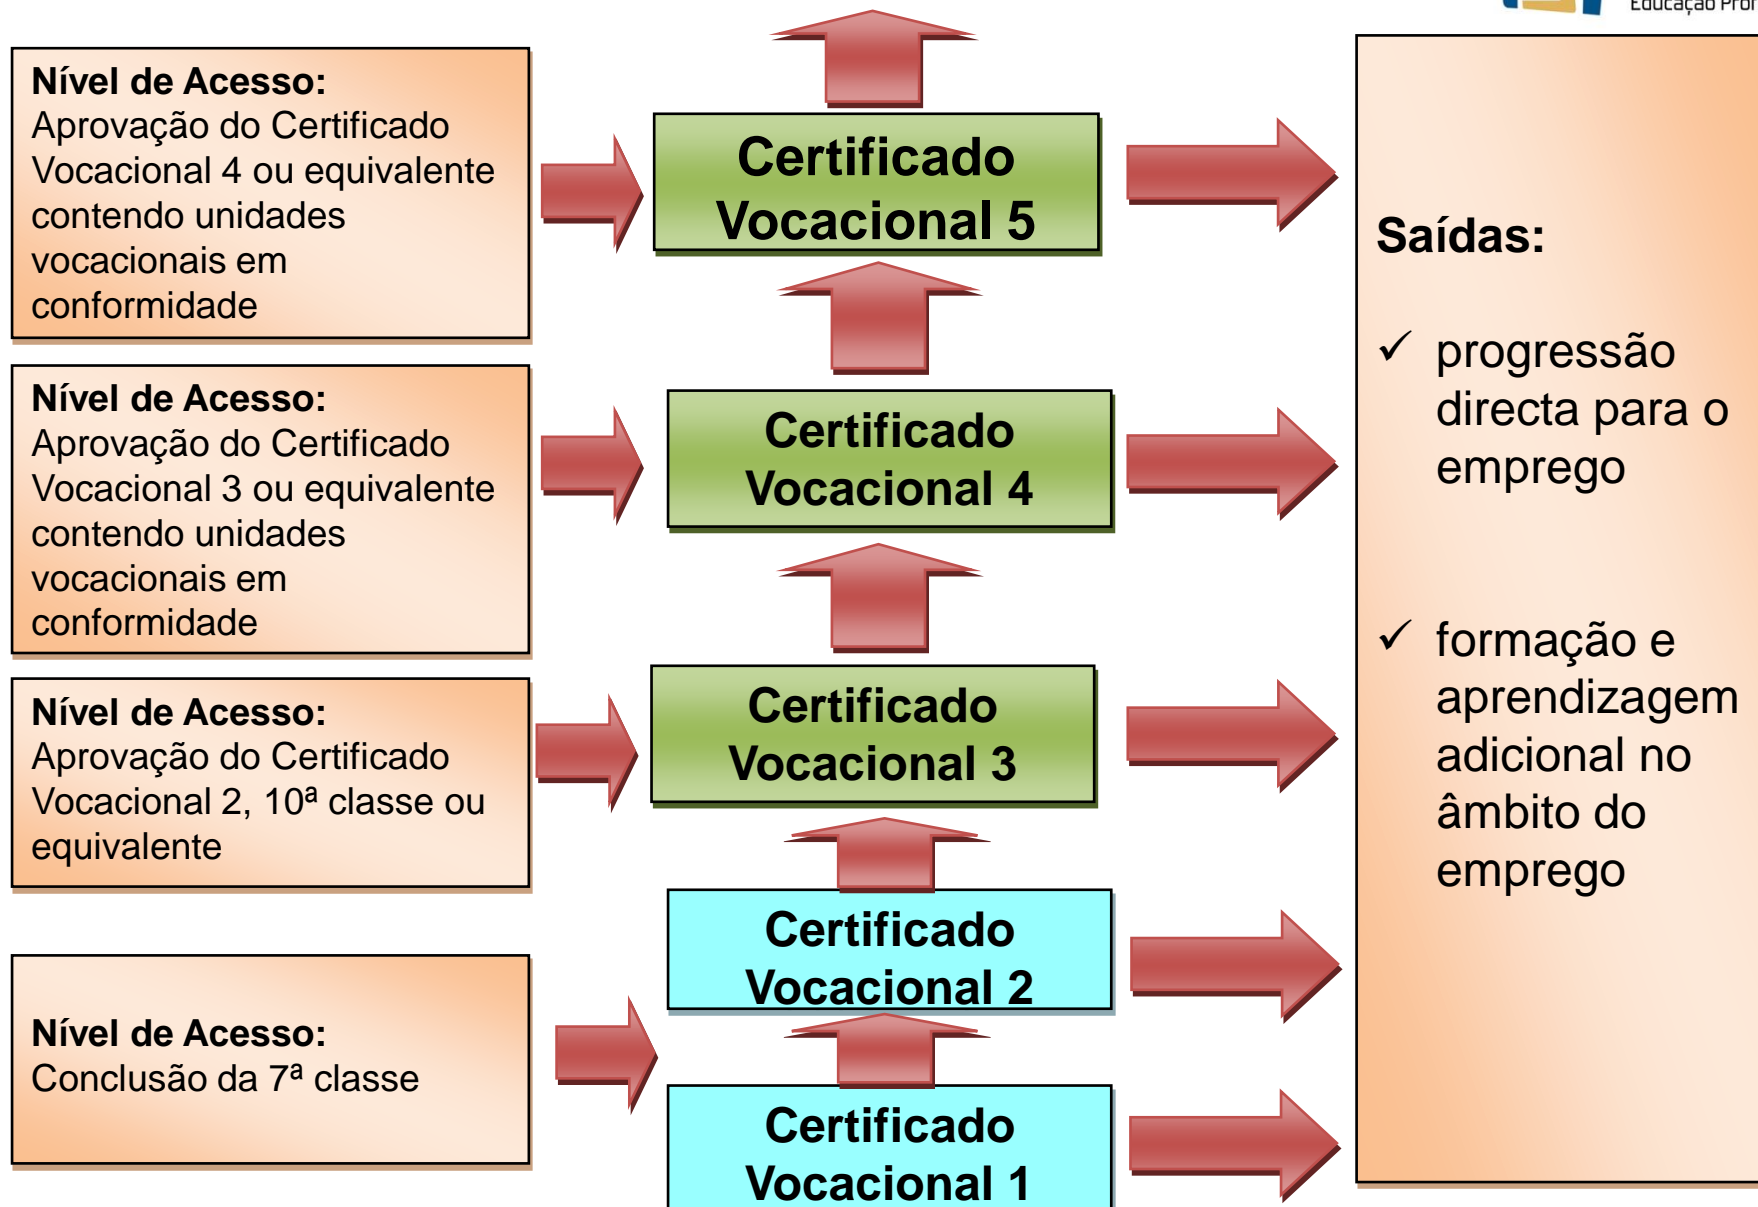 Educação Prof
Nível de Acesso:
Aprovação do Certificado
Vocacional 4 ou equivalente
contendo unidades
vocacionais em
conformidade
Certificado
Vocacional 5
Nível de Acesso:
Aprovação do Certificado
Vocacional 3 ou equivalente
contendo unidades
vocacionais em
conformidade
Certificado
Vocacional 4
Nível de Acesso:
Aprovação do Certificado
Vocacional 2, 10ª classe ou
equivalente
Certificado
Vocacional 3
Certificado
Vocacional 2
Nível de Acesso:
Conclusão da 7ª classe
Certificado
Vocacional 1
Saídas:
✓ progressão
directa para o
emprego
✓ formação e
aprendizagem
adicional no
âmbito do
emprego